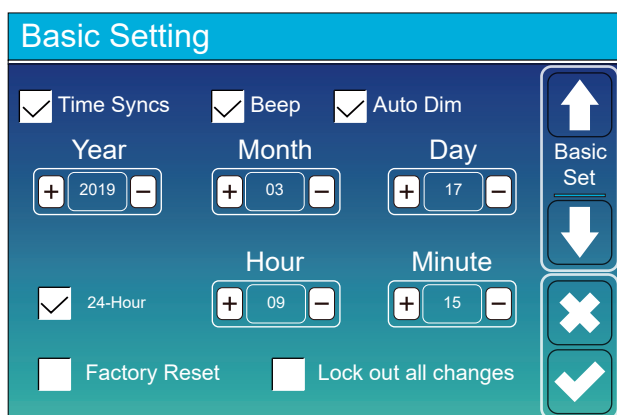 Basic Setting
Time Syncs Beep Auto Dim
Year Month Day
Basic
Set
+ 2019 − + 03 − + 17 −
Hour Minute
24-Hour + 09 − + 15 −
Factory Reset Lock out all changes